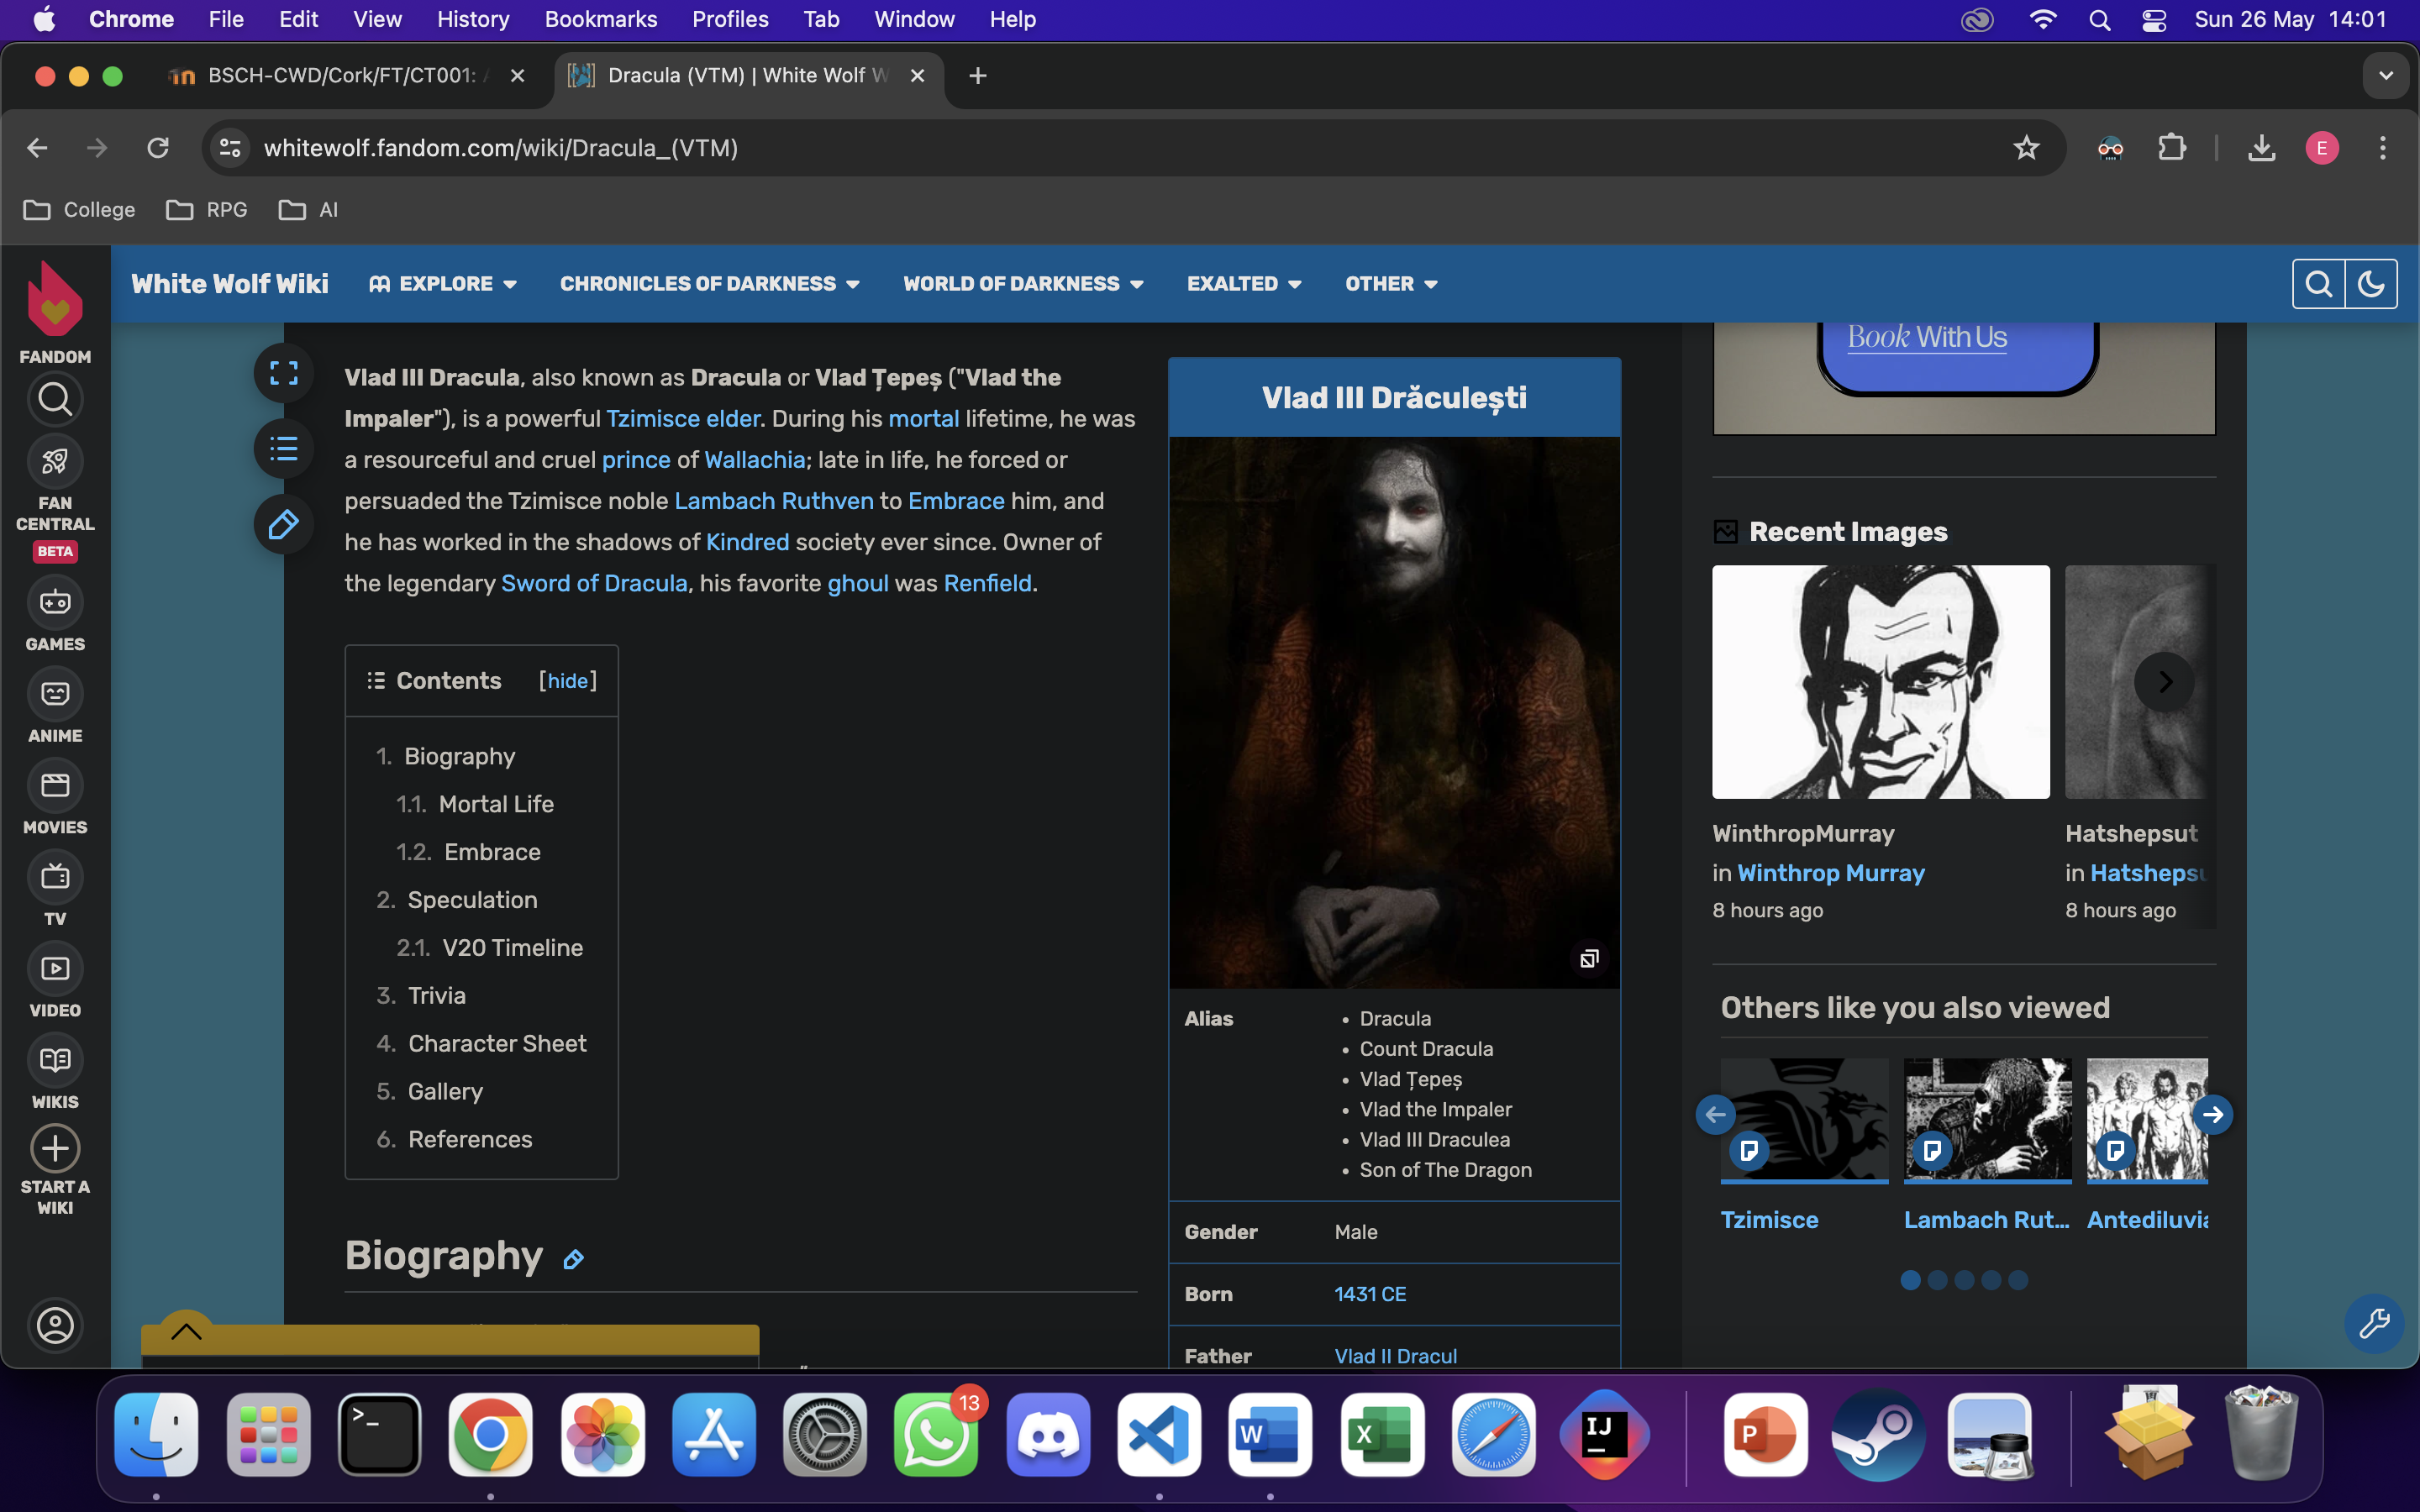 Chrome File Edit View History Bookmarks Profiles Tab Window Help Sun 26 May 14:01
BSCH-CWD/Cork/FT/CT001: Dracula (VTM) | White Wolf W
whitewolf.fandom.com/wiki/Dracula_(VTM) E
College RPG AI
White Wolf Wiki EXPLORE CHRONICLES OF DARKNESS WORLD OF DARKNESS EXALTED OTHER
FANDOM
FAN
CENTRAL
BETA
GAMES
ANIME
MOVIES
TV
VIDEO
WIKIS
START A
WIKI
Vlad III Dracula, also known as Dracula or Vlad Țepeș ("Vlad the
Impaler"), is a powerful Tzimisce elder. During his mortal lifetime, he was
a resourceful and cruel prince of Wallachia; late in life, he forced or
persuaded the Tzimisce noble Lambach Ruthven to Embrace him, and
he has worked in the shadows of Kindred society ever since. Owner of
the legendary Sword of Dracula, his favorite ghoul was Renfield.
Contents [hide]
1. Biography
1.1. Mortal Life
1.2. Embrace
2. Speculation
2.1. V20 Timeline
3. Trivia
4. Character Sheet
5. Gallery
6. References
Biography
Vlad III Drăculești
Alias
• Dracula
• Count Dracula
• Vlad Țepeș
• Vlad the Impaler
• Vlad III Draculea
• Son of The Dragon
Gender Male
Born 1431 CE
Father Vlad II Dracul
Book With Us
Recent Images
WinthropMurray
in Winthrop Murray
8 hours ago
Hatshepsut
in Hatshepsu
8 hours ago
Others like you also viewed
Tzimisce Lambach Rut... Antediluvia
13
>_
W
X
IJ
P